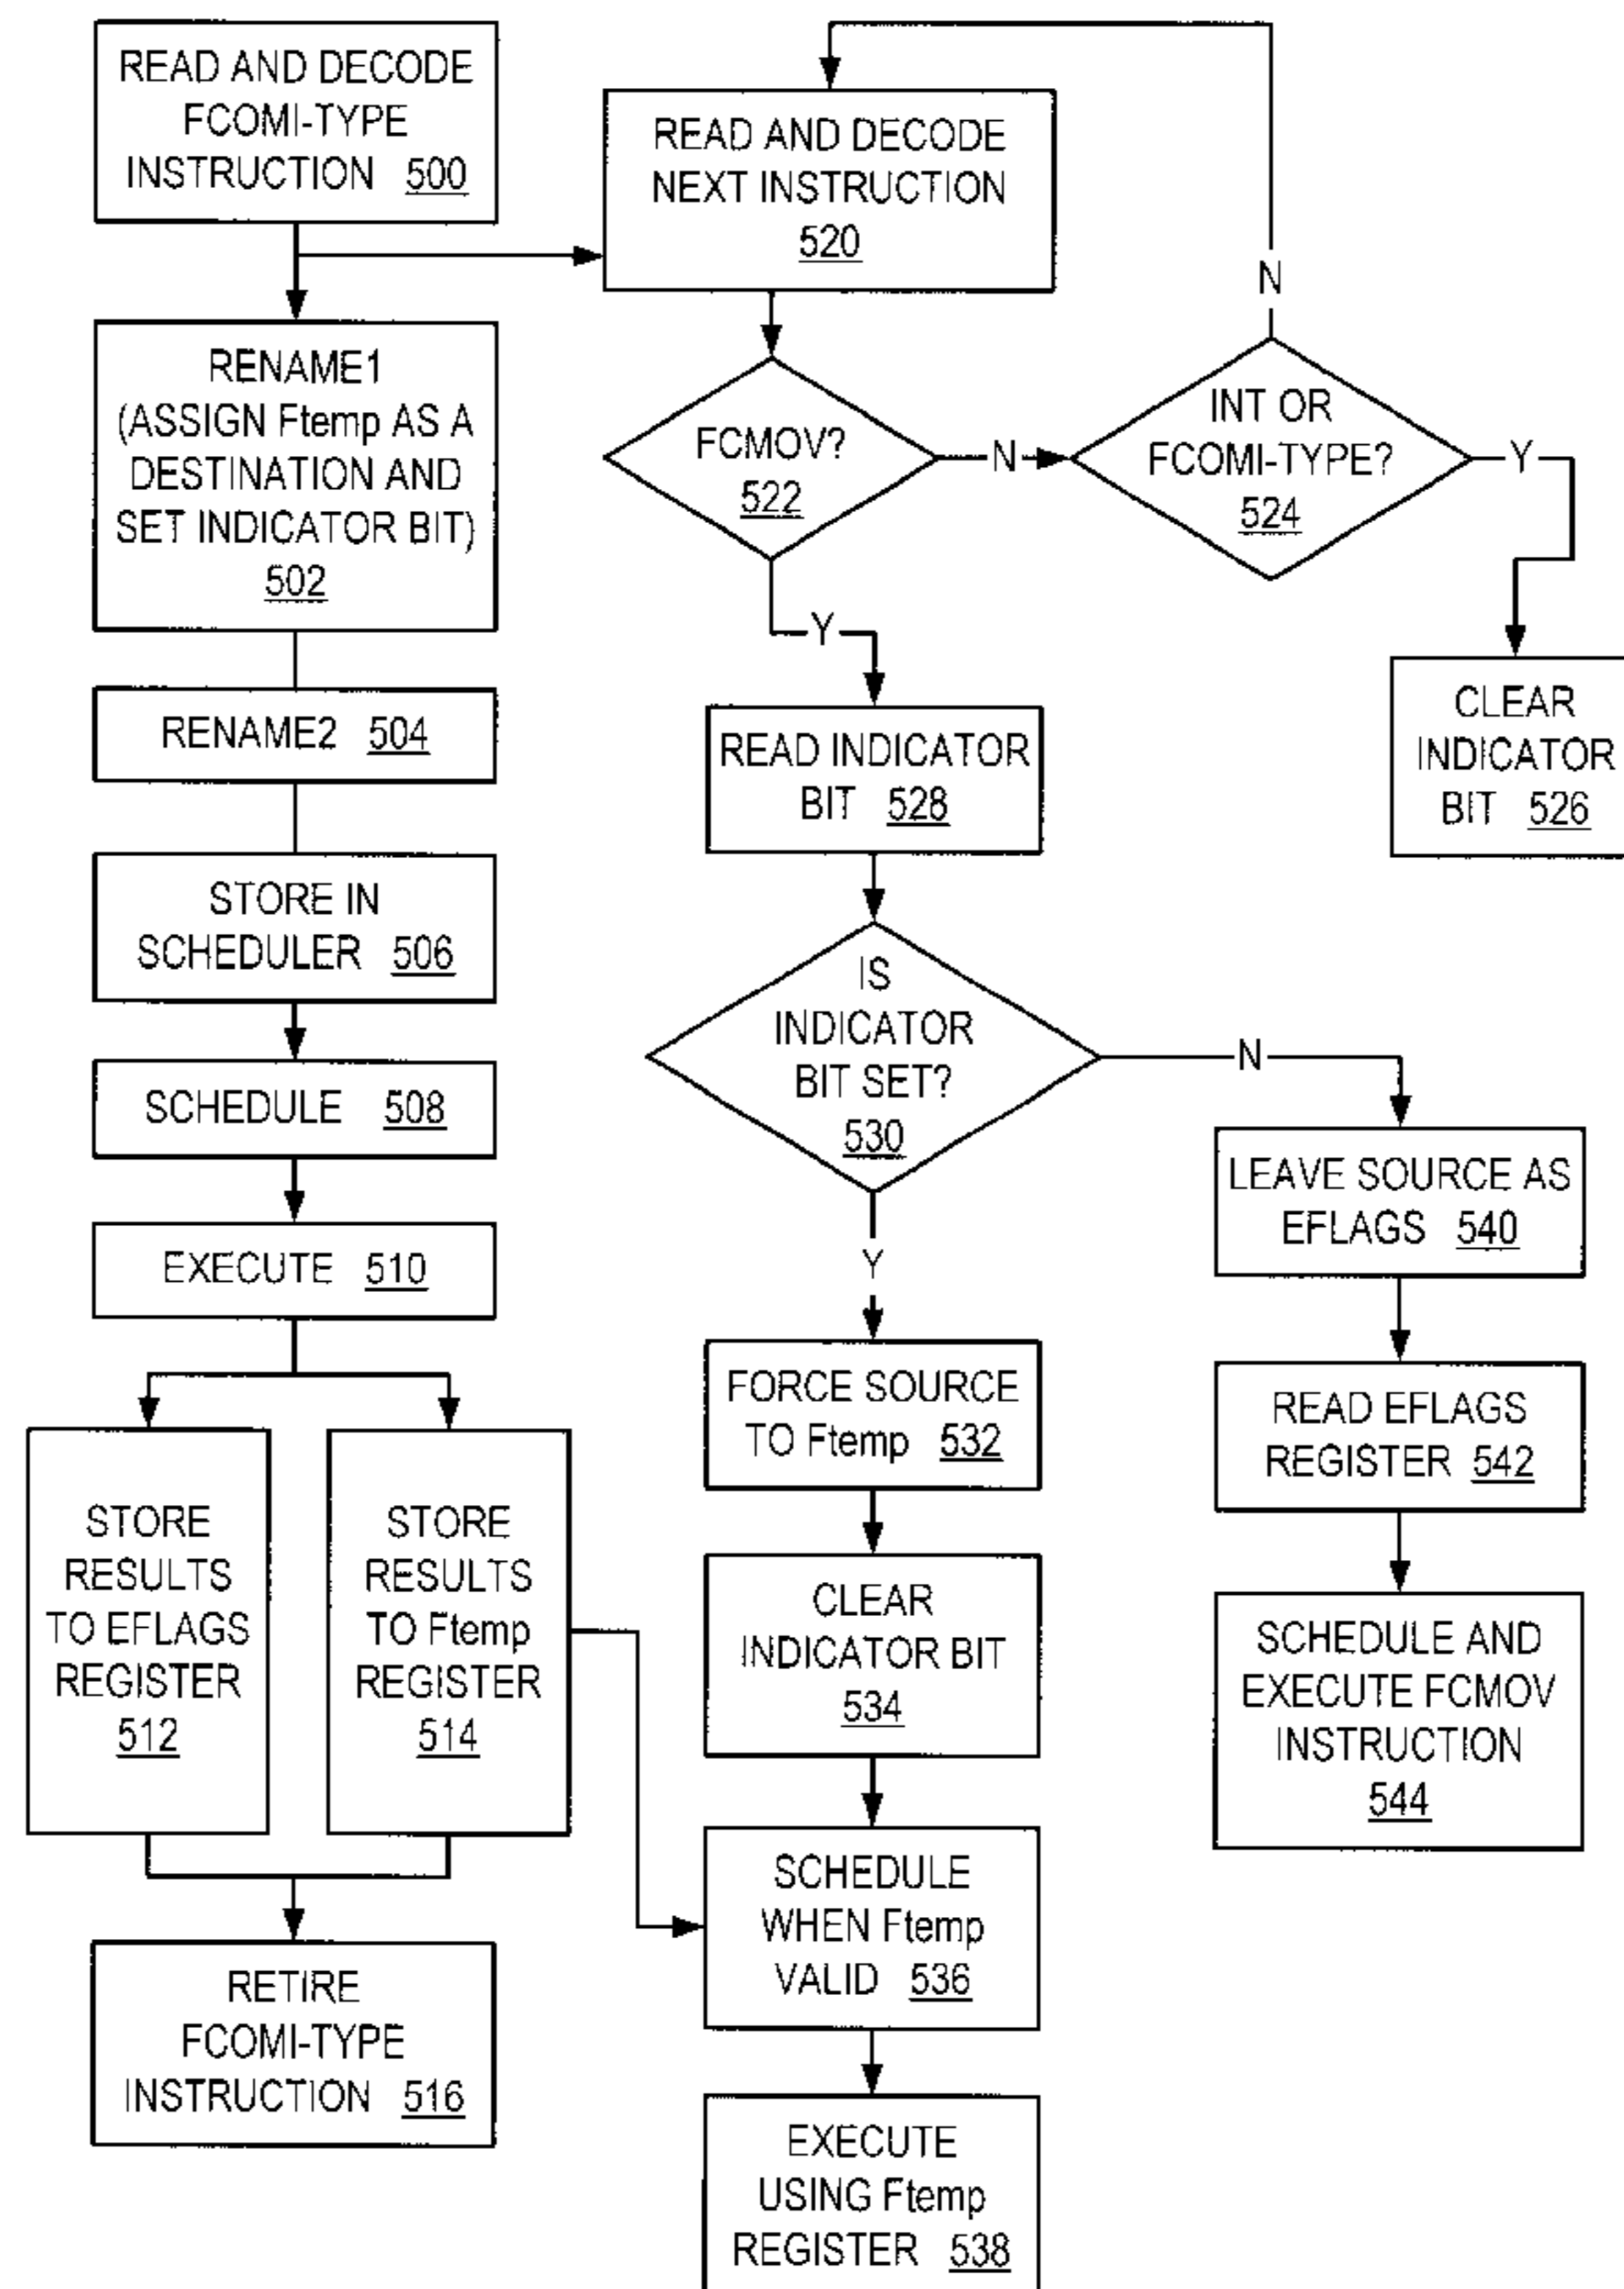 READ AND DECODE
FCOMI-TYPE
INSTRUCTION 500
RENAME1
(ASSIGN Ftemp AS A
DESTINATION AND
SET INDICATOR BIT)
502
RENAME2 504
STORE IN
SCHEDULER 506
SCHEDULE 508
EXECUTE 510
STORE
RESULTS
TO EFLAGS
REGISTER
512
STORE
RESULTS
TO Ftemp
REGISTER
514
RETIRE
FCOMI-TYPE
INSTRUCTION 516
READ AND DECODE
NEXT INSTRUCTION
520
FCMOV?
522
N
INT OR
FCOMI-TYPE?
524
N
Y
CLEAR
INDICATOR
BIT 526
Y
READ INDICATOR
BIT 528
IS
INDICATOR
BIT SET?
530
Y
FORCE SOURCE
TO Ftemp 532
CLEAR
INDICATOR BIT
534
SCHEDULE
WHEN Ftemp
VALID 536
EXECUTE
USING Ftemp
REGISTER 538
N
LEAVE SOURCE AS
EFLAGS 540
READ EFLAGS
REGISTER 542
SCHEDULE AND
EXECUTE FCMOV
INSTRUCTION
544